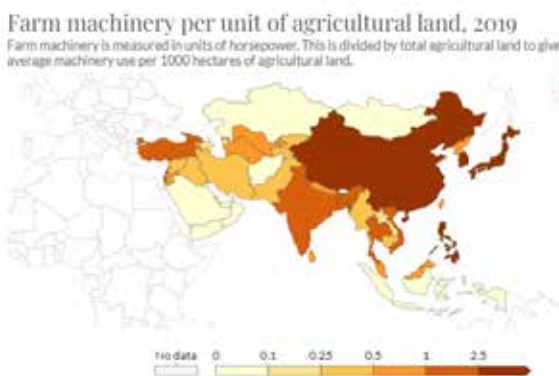 Farm machinery per unit of agricultural land, 2019
Farm machinery is measured in units of horsepower. This is divided by total agricultural land to give
average machinery use per 1000 hectares of agricultural land.
No data 0 0.1 0.25 0.5 1 2.5